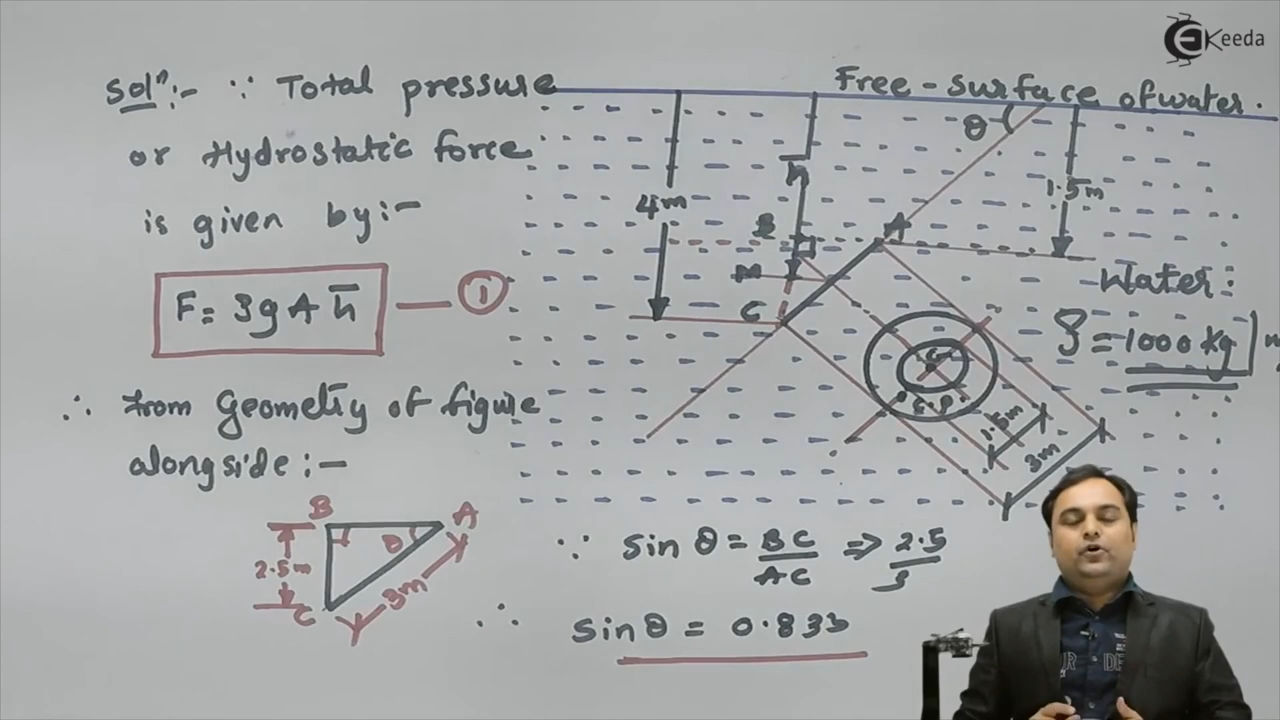 EKeeda
Solⁿ:- ∵ Total pressure
or Hydrostatic force
is given by:-
F = ρgA h̄ — ①
∴ from Geometry of figure
alongside:-
B A
2.5m θ
C 3m
∵ sin θ = BC/AC ⇒ 2.5/3
∴ sin θ = 0.833
Free-surface of water.
θ
4m h̄ 1.5m
B A
M
C
Water:
ρ = 1000 kg/m
G
C.P
1.5m
3m